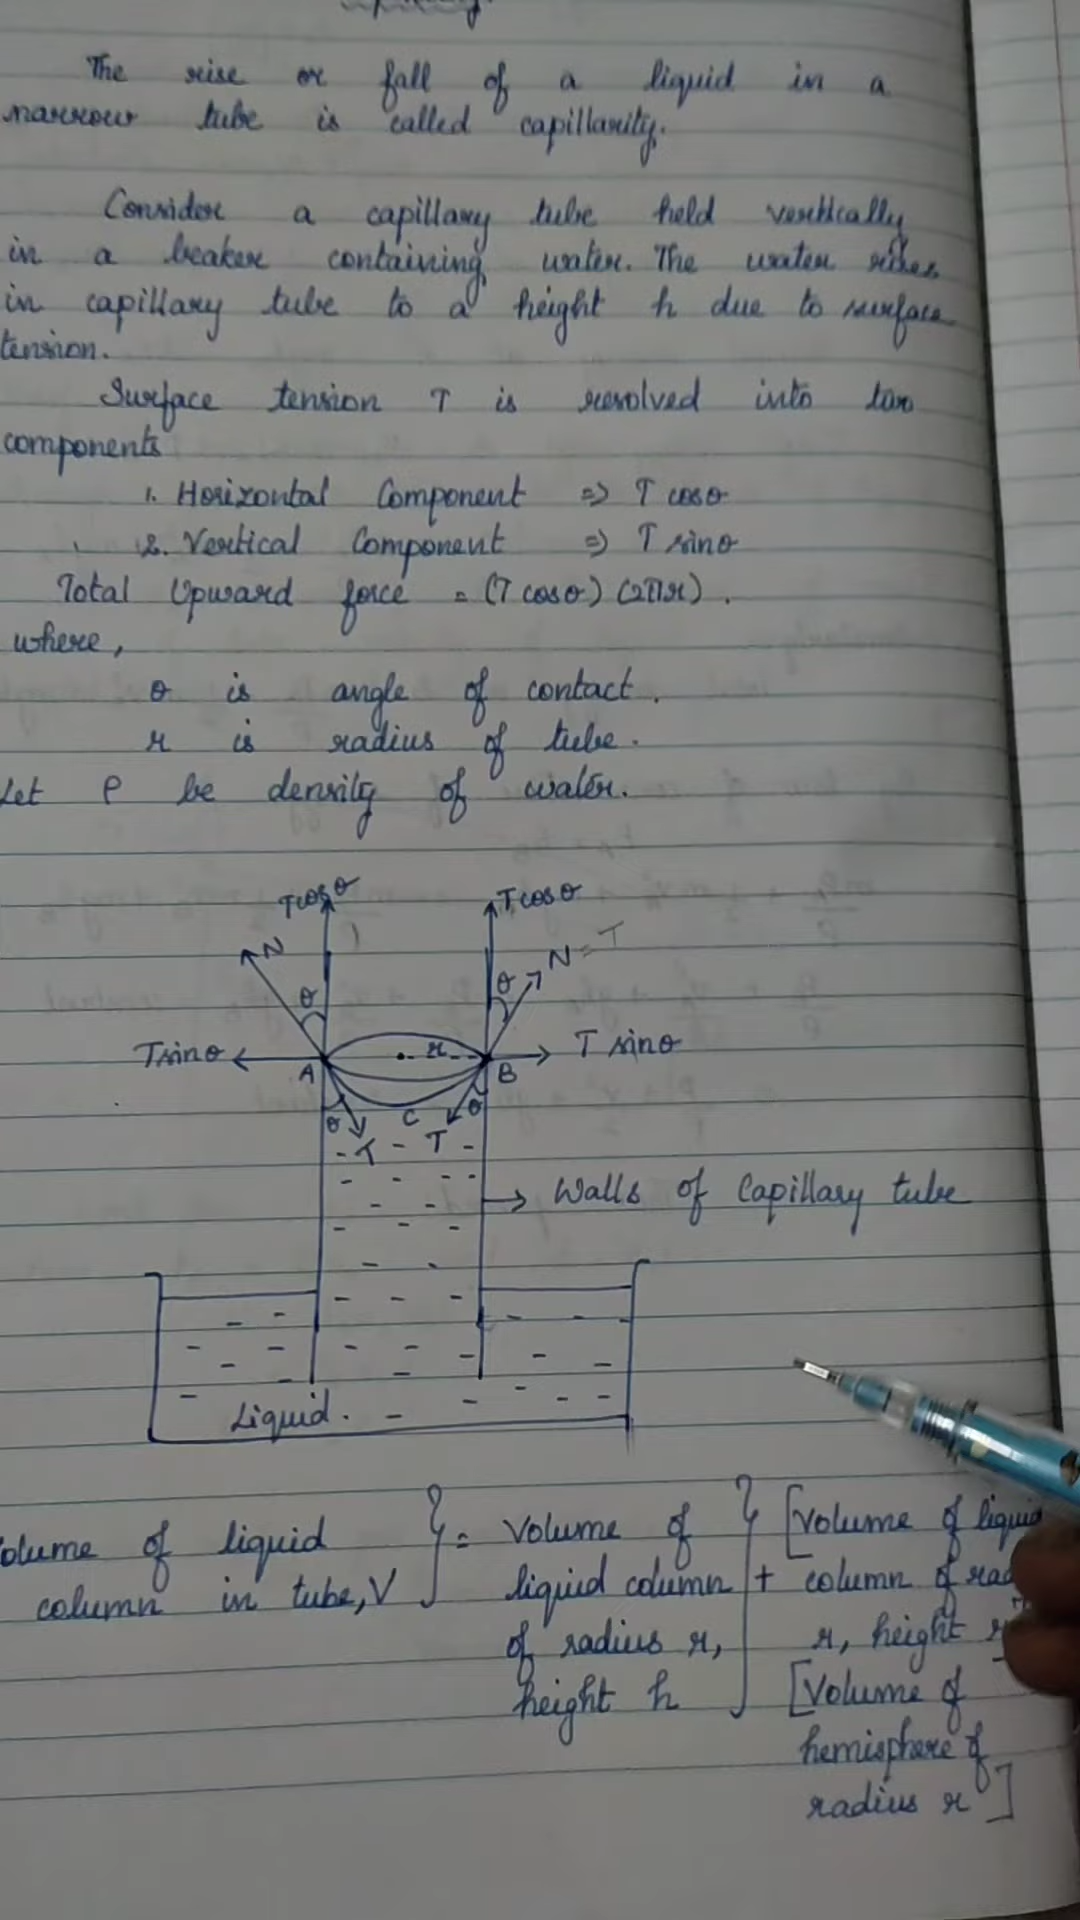 The rise or fall of a liquid in a
narrow tube is called capillarity.
Consider a capillary tube held vertically
in a beaker containing water. The water rises
in capillary tube to a height h due to surface
tension.
Surface tension T is resolved into two
components
1. Horizontal Component => T cosθ
2. Vertical Component => T sinθ
Total Upward force = (T cosθ) (2πr).
where,
θ is angle of contact.
r is radius of tube.
Let ρ be density of water.
Tcosθ Tcosθ
N N = T
θ θ
Tsinθ r T sinθ
A B
θ C θ
T T
Walls of Capillary tube
Liquid.
olume of liquid } = Volume of } [Volume of liquid
column in tube, V liquid column + column of rad
of radius r, r, height r
height h [Volume of
hemisphere of
radius r]